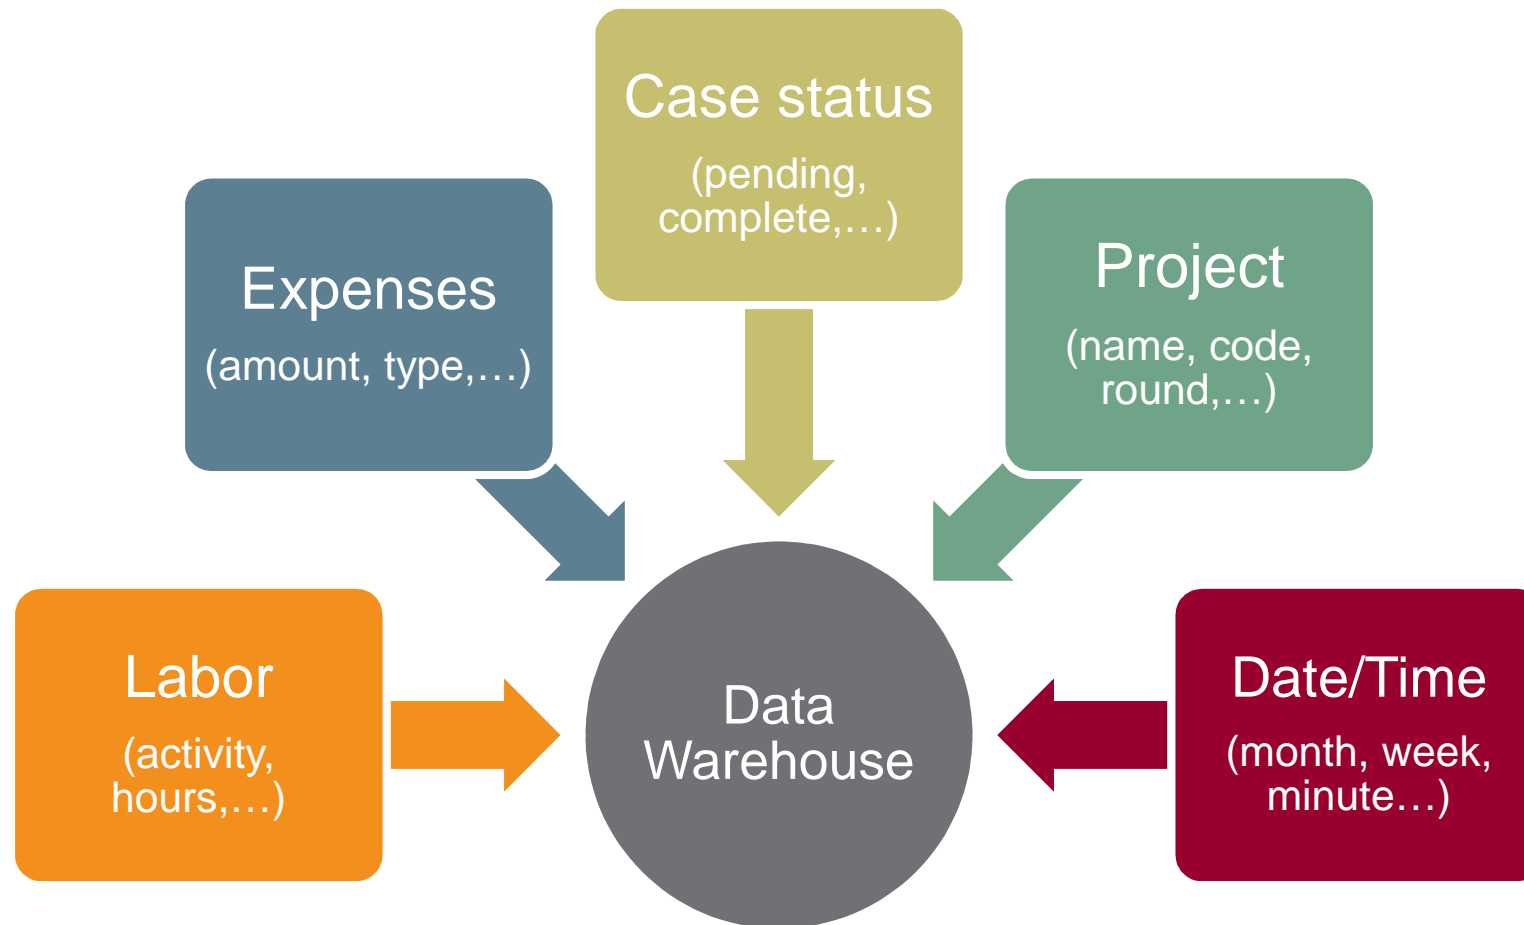 Case status
(pending,
complete,…)
Expenses
(amount, type,…)
Project
(name, code,
round,…)
Labor
(activity,
hours,…)
Data
Warehouse
Date/Time
(month, week,
minute…)